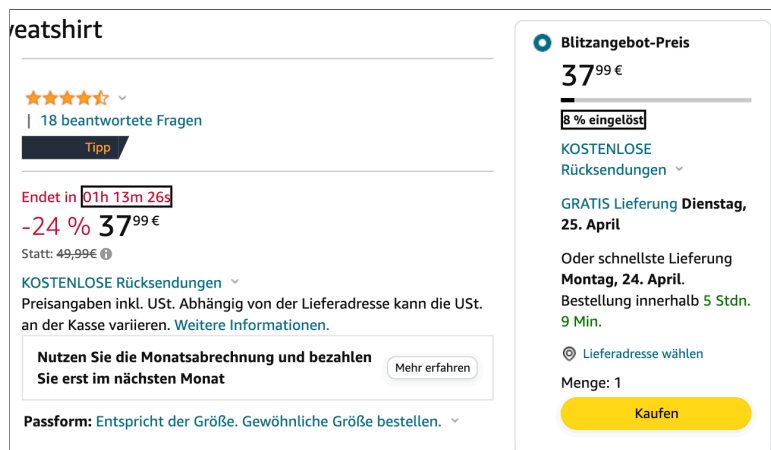 eatshirt
| 18 beantwortete Fragen
Tipp
Endet in 01h 13m 26s
-24 % 37⁹⁹ €
Statt: 49,99€
KOSTENLOSE Rücksendungen
Preisangaben inkl. USt. Abhängig von der Lieferadresse kann die USt.
an der Kasse variieren. Weitere Informationen.
Nutzen Sie die Monatsabrechnung und bezahlen
Sie erst im nächsten Monat
Mehr erfahren
Passform: Entspricht der Größe. Gewöhnliche Größe bestellen.
Blitzangebot-Preis
37⁹⁹ €
8 % eingelöst
KOSTENLOSE
Rücksendungen
GRATIS Lieferung Dienstag,
25. April
Oder schnellste Lieferung
Montag, 24. April.
Bestellung innerhalb 5 Stdn.
9 Min.
Lieferadresse wählen
Menge: 1
Kaufen